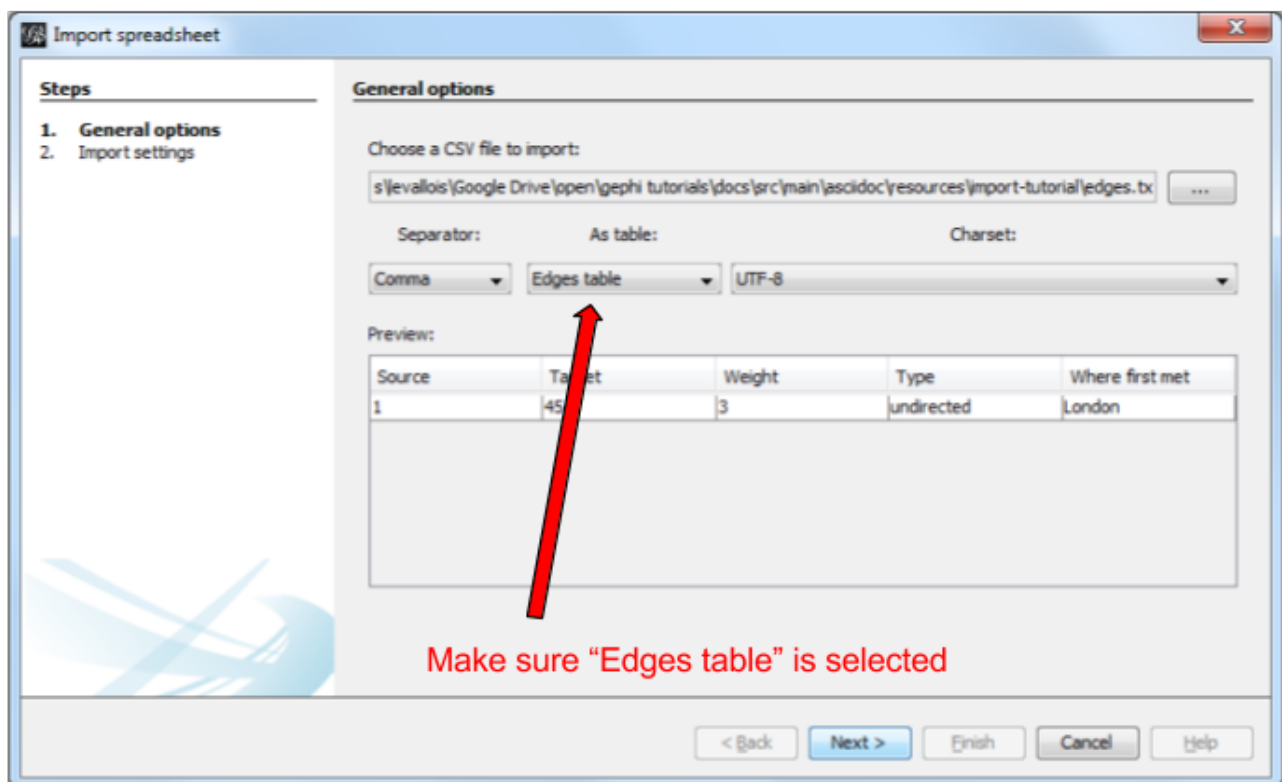 Import spreadsheet
Steps
1. General options
2. Import settings
General options
Choose a CSV file to import:
s\levallois\Google Drive\open\gephi tutorials\docs\src\main\asciidoc\resources\import-tutorial\edges.tx ...
Separator: As table: Charset:
Comma Edges table UTF-8
Preview:
Source Target Weight Type Where first met
1 45 3 undirected London
Make sure “Edges table” is selected
< Back Next > Finish Cancel Help